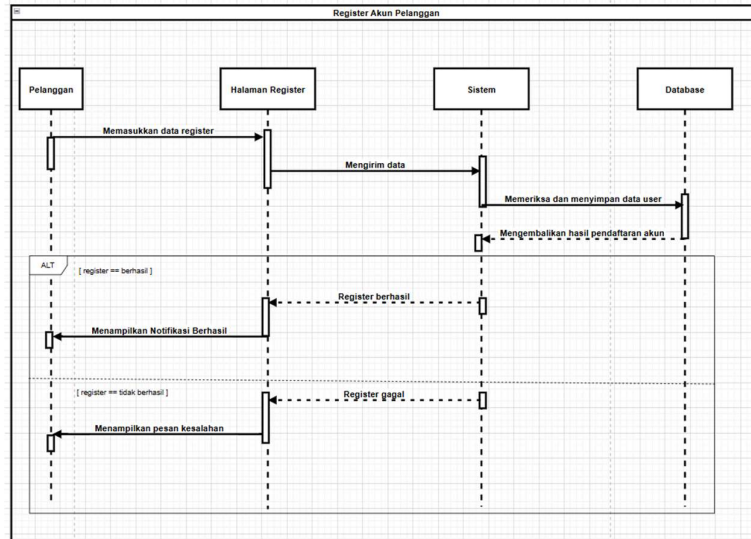 Register Akun Pelanggan
Pelanggan
Halaman Register
Sistem
Database
Memasukkan data register
Mengirim data
Memeriksa dan menyimpan data user
Mengembalikan hasil pendaftaran akun
ALT
[ register == berhasil ]
Register berhasil
Menampilkan Notifikasi Berhasil
[ register == tidak berhasil ]
Register gagal
Menampilkan pesan kesalahan